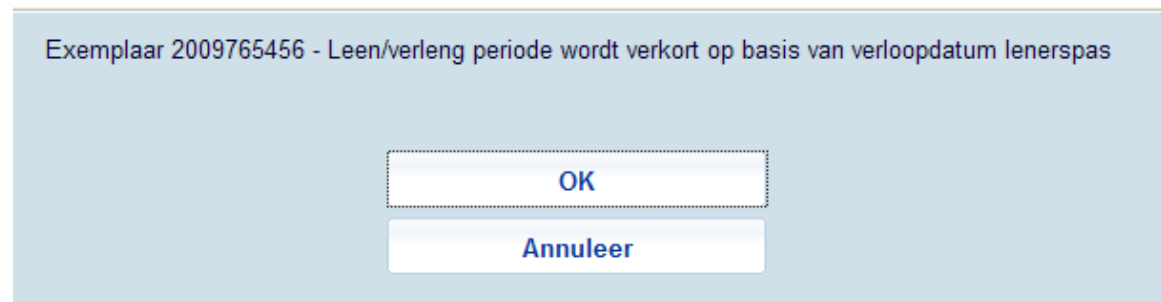 Exemplaar 2009765456 - Leen/verleng periode wordt verkort op basis van verloopdatum lenerspas
OK
Annuleer